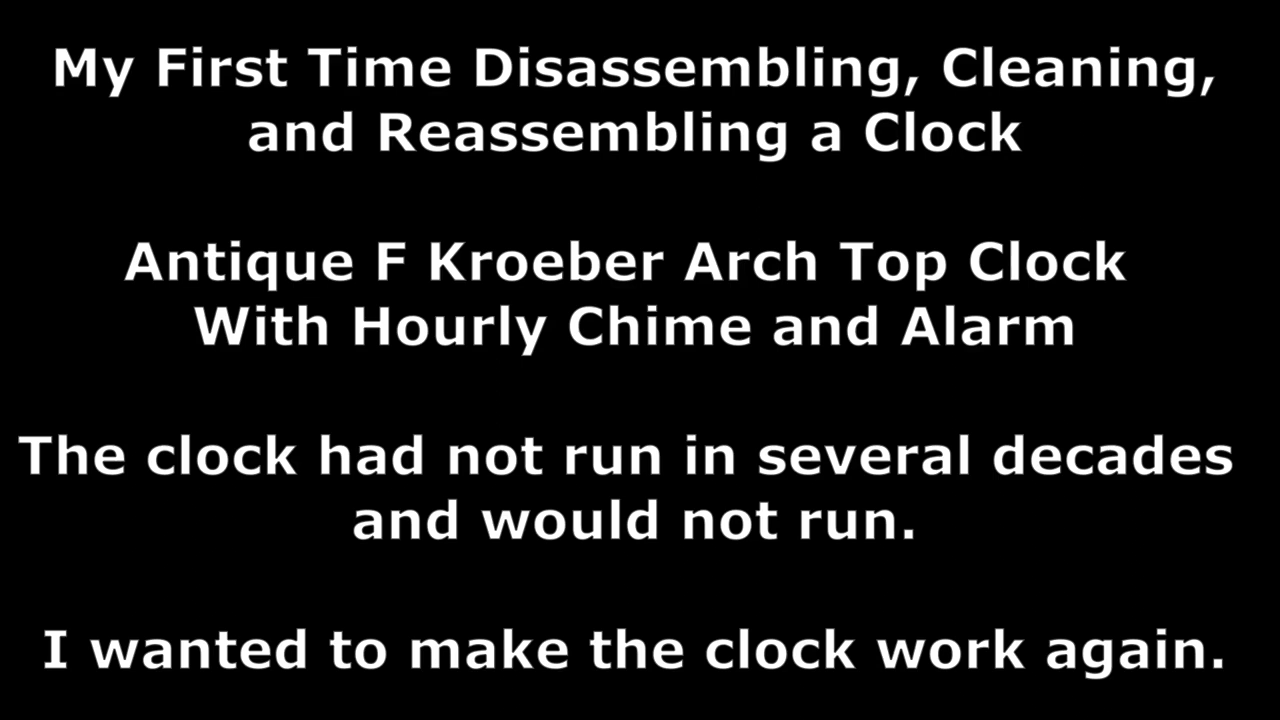 My First Time Disassembling, Cleaning,
and Reassembling a Clock
Antique F Kroeber Arch Top Clock
With Hourly Chime and Alarm
The clock had not run in several decades
and would not run.
I wanted to make the clock work again.